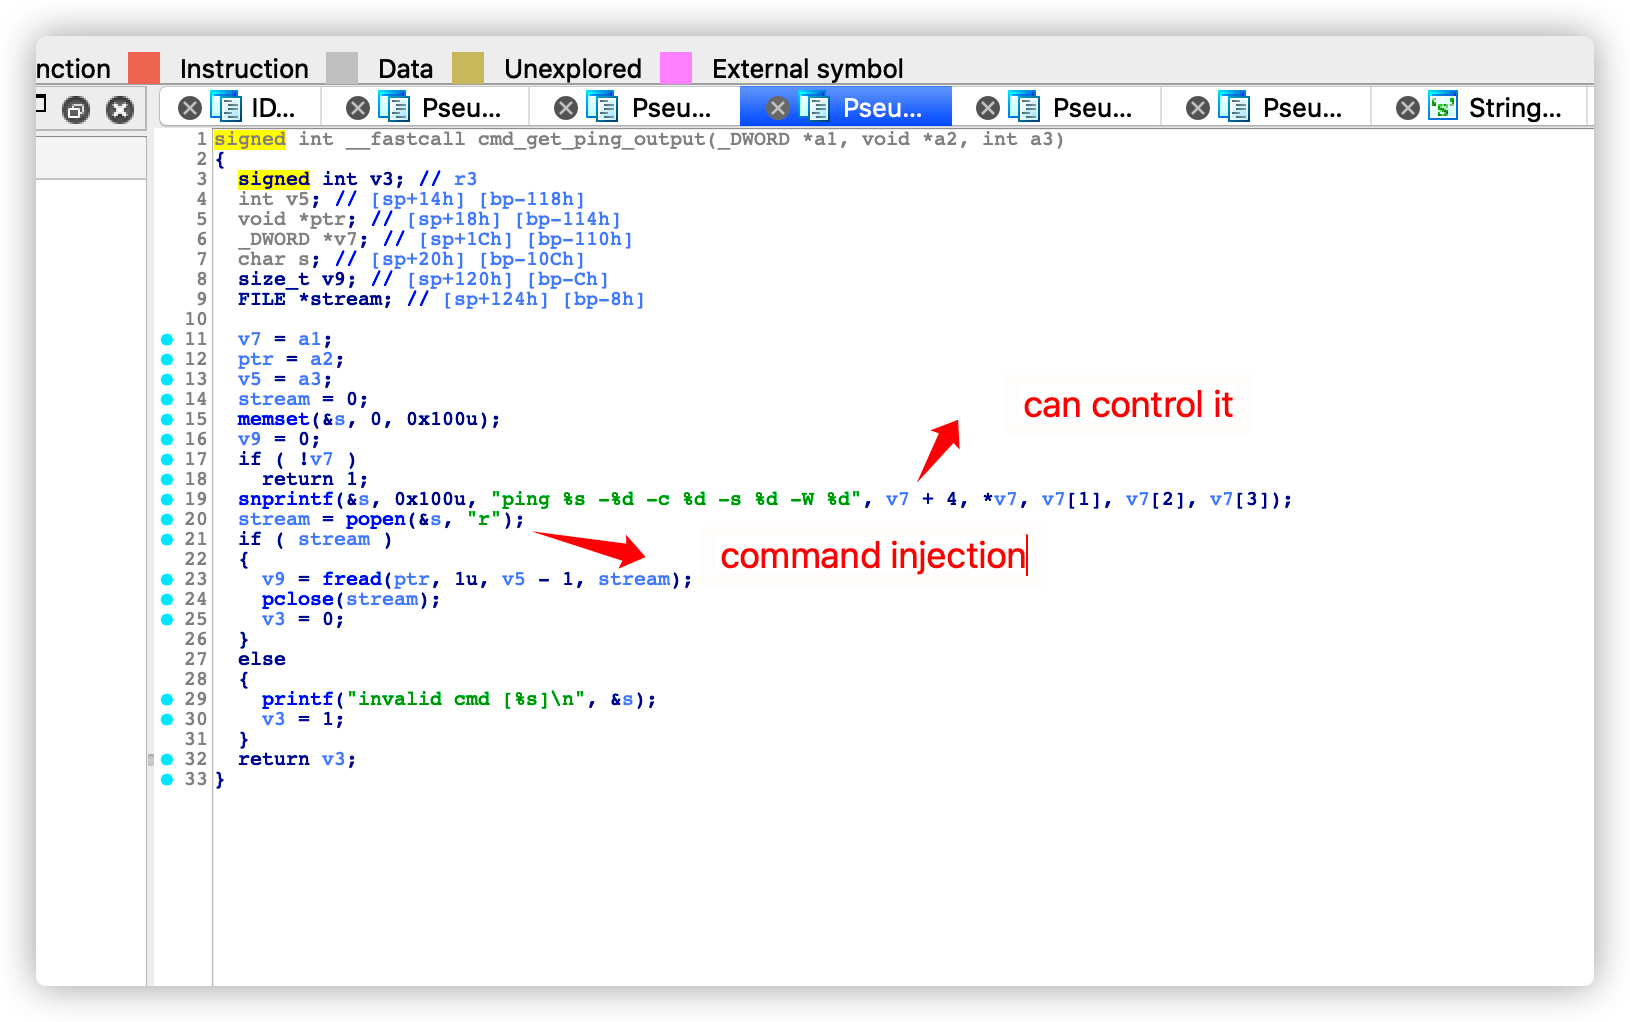 nction Instruction Data Unexplored External symbol
ID... Pseu... Pseu... Pseu... Pseu... Pseu... 's' String...
1 signed int __fastcall cmd_get_ping_output(_DWORD *a1, void *a2, int a3)
2 {
3 signed int v3; // r3
4 int v5; // [sp+14h] [bp-118h]
5 void *ptr; // [sp+18h] [bp-114h]
6 _DWORD *v7; // [sp+1Ch] [bp-110h]
7 char s; // [sp+20h] [bp-10Ch]
8 size_t v9; // [sp+120h] [bp-Ch]
9 FILE *stream; // [sp+124h] [bp-8h]
10
11 v7 = a1;
12 ptr = a2;
13 v5 = a3;
14 stream = 0;
can control it
15 memset(&s, 0, 0x100u);
16 v9 = 0;
17 if ( !v7 )
18 return 1;
19 snprintf(&s, 0x100u, "ping %s -%d -c %d -s %d -W %d", v7 + 4, *v7, v7[1], v7[2], v7[3]);
20 stream = popen(&s, "r");
21 if ( stream )
command injection
22 {
23 v9 = fread(ptr, 1u, v5 - 1, stream);
24 pclose(stream);
25 v3 = 0;
26 }
27 else
28 {
29 printf("invalid cmd [%s]\n", &s);
30 v3 = 1;
31 }
32 return v3;
33 }